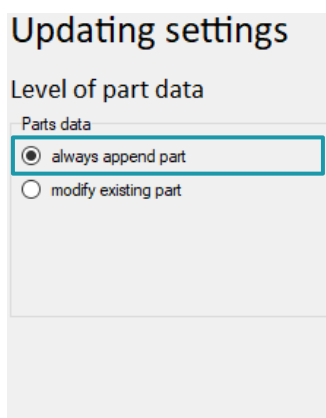 Updating settings
Level of part data
Parts data
always append part
modify existing part